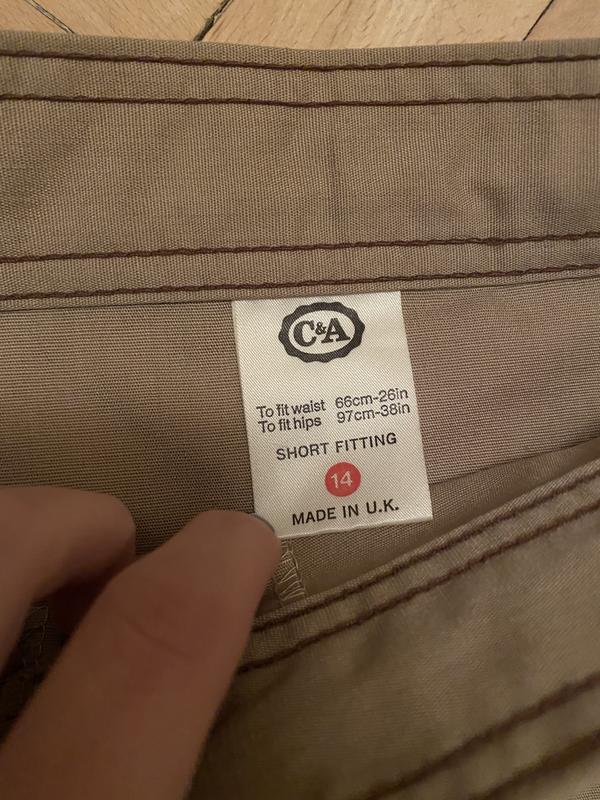 C&A
To fit waist 66cm-26in
To fit hips 97cm-38in
SHORT FITTING
14
MADE IN U.K.